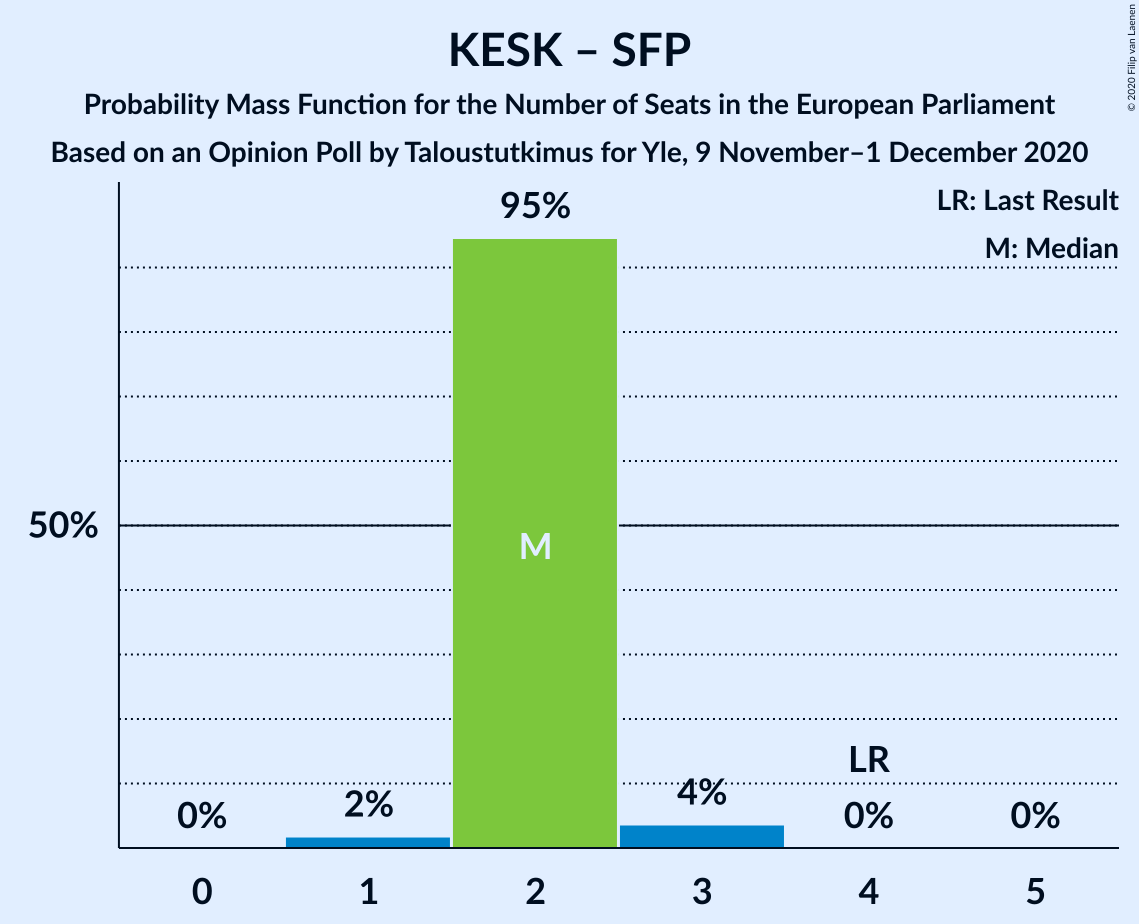 KESK – SFP
Probability Mass Function for the Number of Seats in the European Parliament
Based on an Opinion Poll by Taloustutkimus for Yle, 9 November–1 December 2020
© 2020 Filip van Laenen
LR: Last Result
M: Median
95%
50%
M
LR
0%
2%
4%
0%
0%
0
1
2
3
4
5